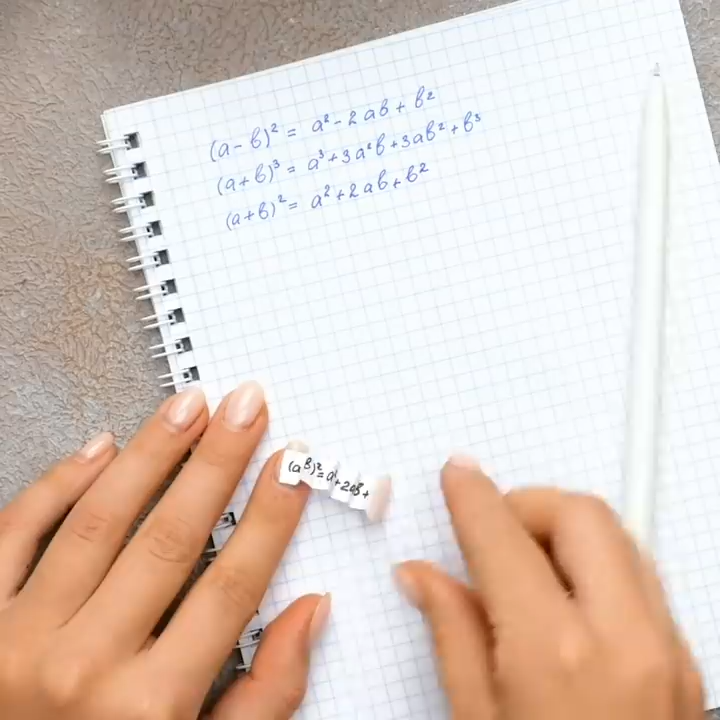 (a-b)² = a²-2ab+b²
(a+b)³ = a³+3a²b+3ab²+b³
(a+b)² = a²+2ab+b²